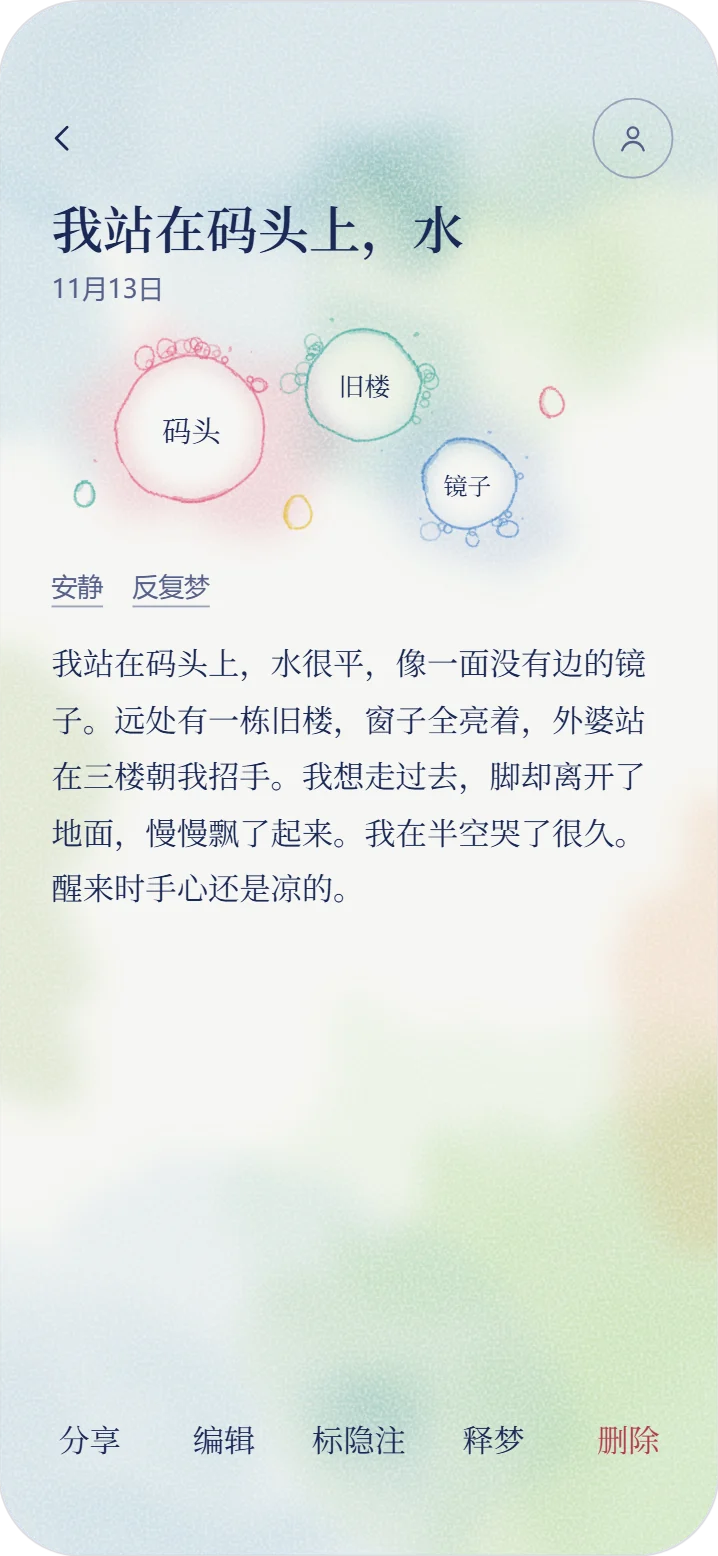 我站在码头上，水
11月13日
码头
旧楼
镜子
安静 反复梦
我站在码头上，水很平，像一面没有边的镜
子。远处有一栋旧楼，窗子全亮着，外婆站
在三楼朝我招手。我想走过去，脚却离开了
地面，慢慢飘了起来。我在半空哭了很久。
醒来时手心还是凉的。
分享 编辑 标隐注 释梦 删除